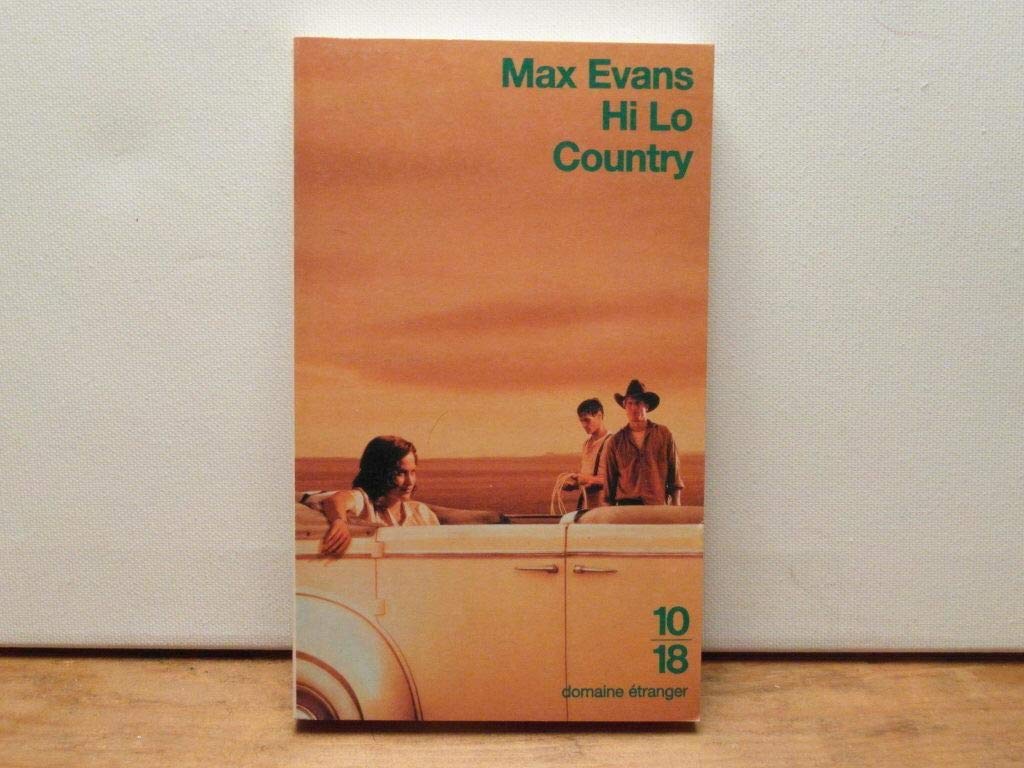 Max Evans
Hi Lo
Country
10
18
domaine étranger